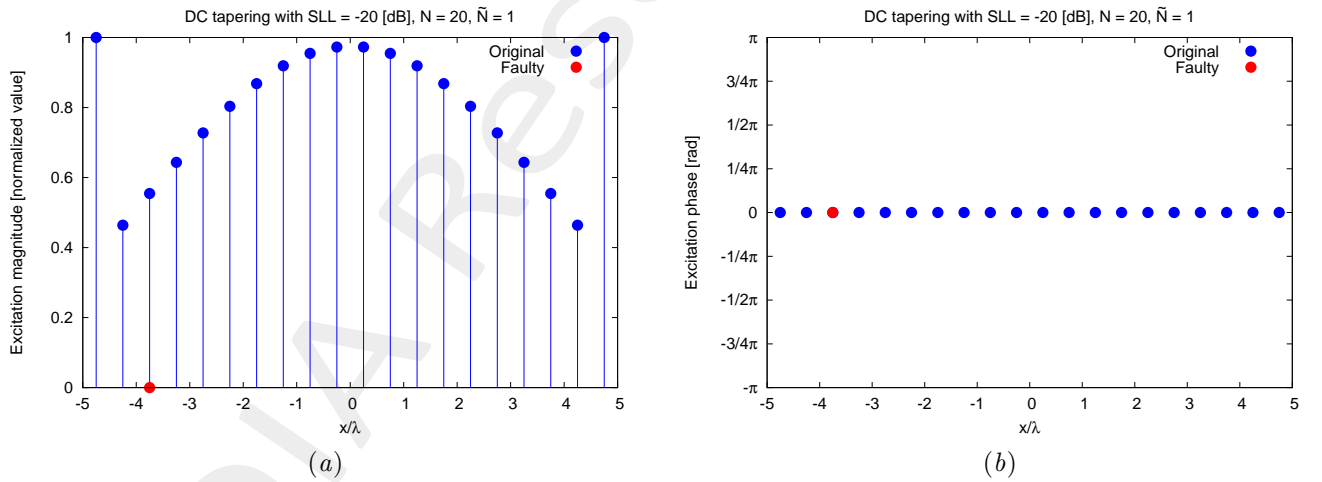 DC tapering with SLL = -20 [dB], N = 20, Ñ = 1
Excitation magnitude [normalized value]
1
0.8
0.6
0.4
0.2
0
-5 -4 -3 -2 -1 0 1 2 3 4 5
x/λ
Original
Faulty
(a)
DC tapering with SLL = -20 [dB], N = 20, Ñ = 1
Excitation phase [rad]
π
3/4π
1/2π
1/4π
0
-1/4π
-1/2π
-3/4π
-π
-5 -4 -3 -2 -1 0 1 2 3 4 5
x/λ
Original
Faulty
(b)